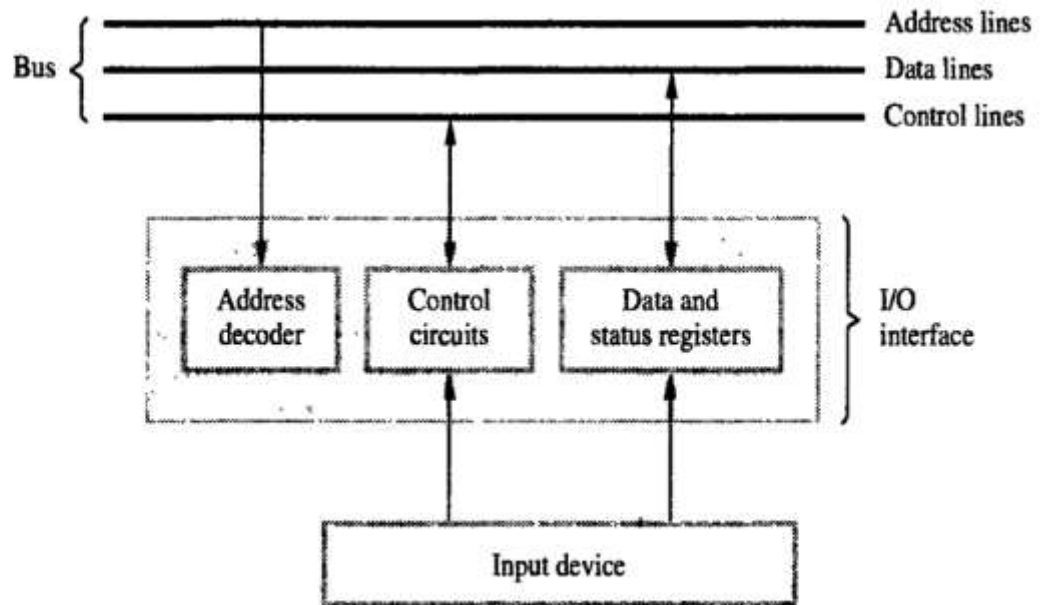 Address lines
Bus
Data lines
Control lines
Address
decoder
Control
circuits
Data and
status registers
I/O
interface
Input device